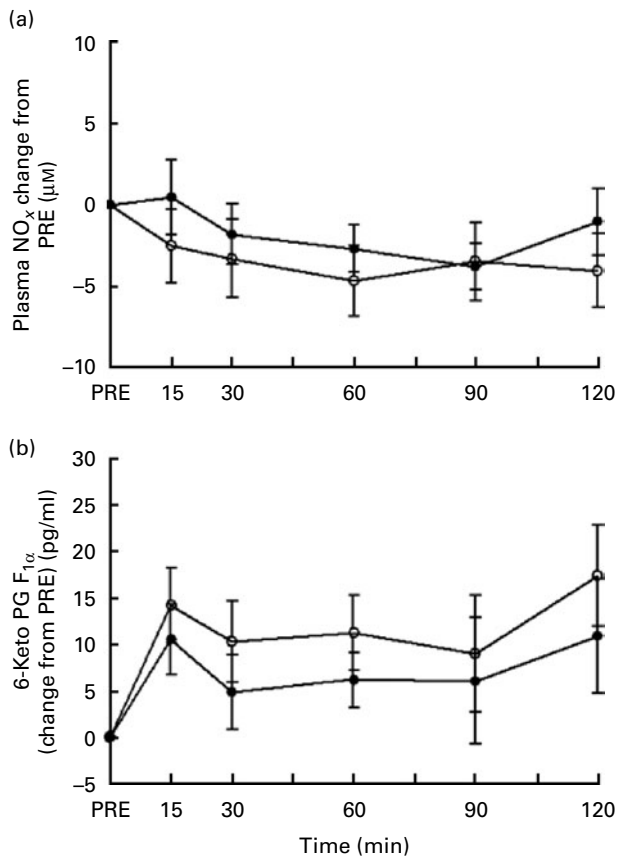 (a)
Plasma NOx change from
PRE (μM)
10
5
0
–5
–10
PRE 15 30 60 90 120
(b)
6-Keto PG F1α
(change from PRE) (pg/ml)
30
25
20
15
10
5
0
–5
PRE 15 30 60 90 120
Time (min)